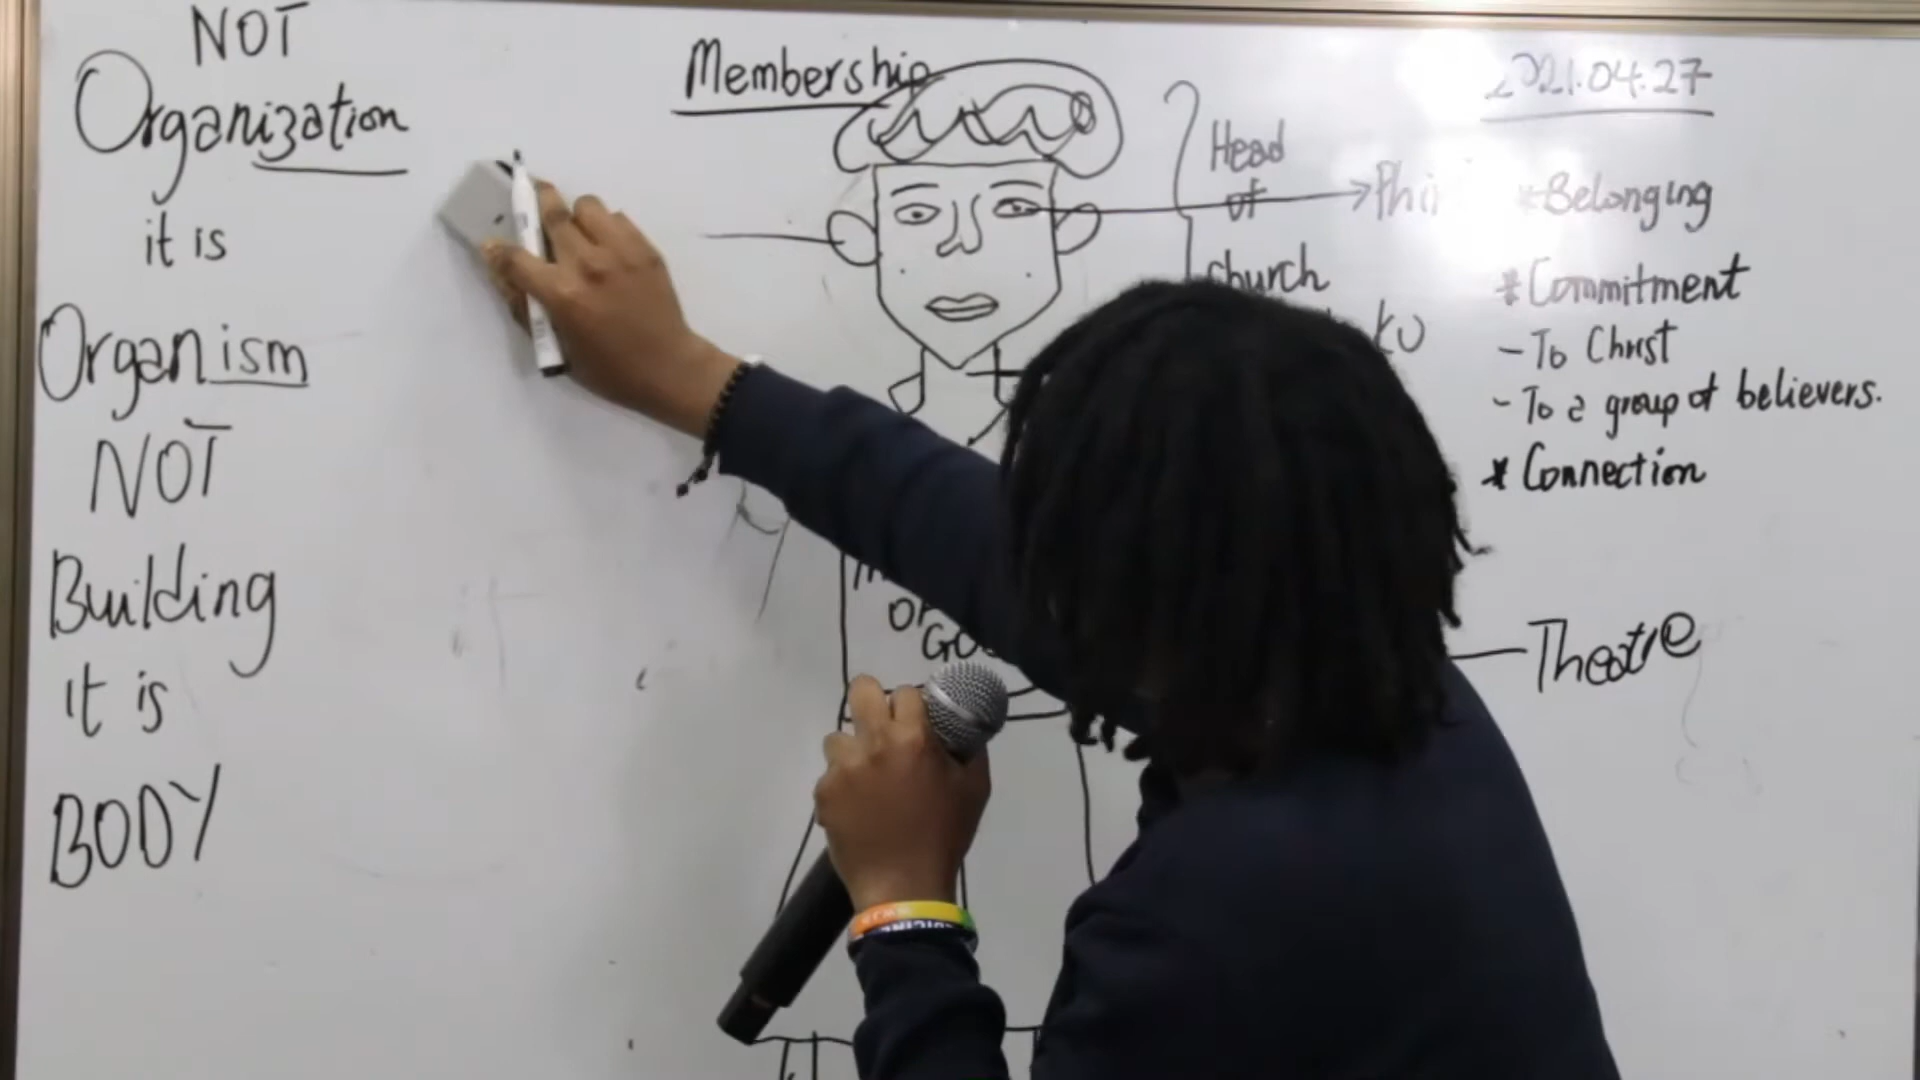 NOT
Organization
it is
Organism
NOT
Building
it is
BODY
Membership
Head
of
church
OF
2021.04.27
*Belonging
*Commitment
- To Christ
- To a group of believers.
* Connection
Theatre